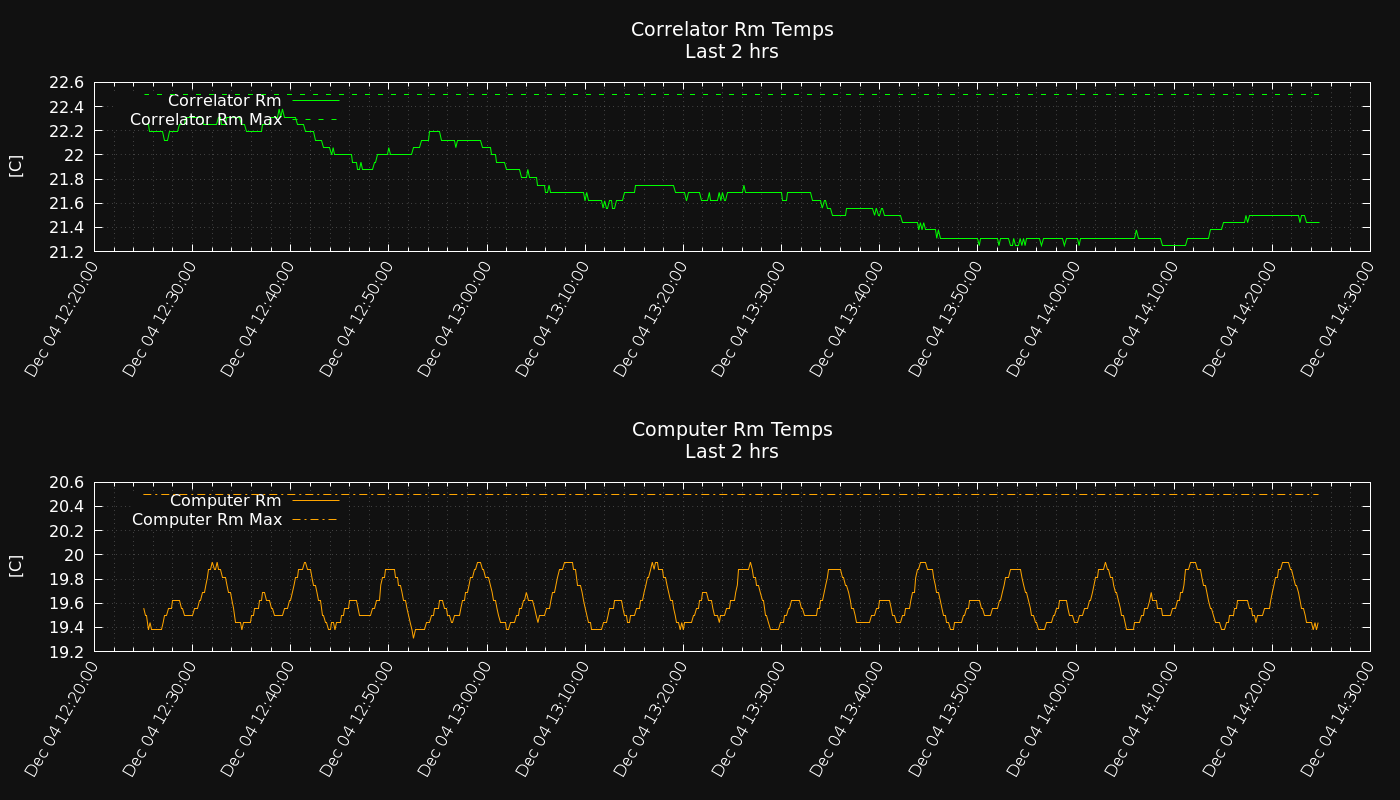 Correlator Rm Temps
Last 2 hrs
22.6
22.4
22.2
22
21.8
21.6
21.4
21.2
[C]
Correlator Rm
Correlator Rm Max
Dec 04 12:20:00
Dec 04 12:30:00
Dec 04 12:40:00
Dec 04 12:50:00
Dec 04 13:00:00
Dec 04 13:10:00
Dec 04 13:20:00
Dec 04 13:30:00
Dec 04 13:40:00
Dec 04 13:50:00
Dec 04 14:00:00
Dec 04 14:10:00
Dec 04 14:20:00
Dec 04 14:30:00
Computer Rm Temps
Last 2 hrs
20.6
20.4
20.2
20
19.8
19.6
19.4
19.2
[C]
Computer Rm
Computer Rm Max
Dec 04 12:20:00
Dec 04 12:30:00
Dec 04 12:40:00
Dec 04 12:50:00
Dec 04 13:00:00
Dec 04 13:10:00
Dec 04 13:20:00
Dec 04 13:30:00
Dec 04 13:40:00
Dec 04 13:50:00
Dec 04 14:00:00
Dec 04 14:10:00
Dec 04 14:20:00
Dec 04 14:30:00